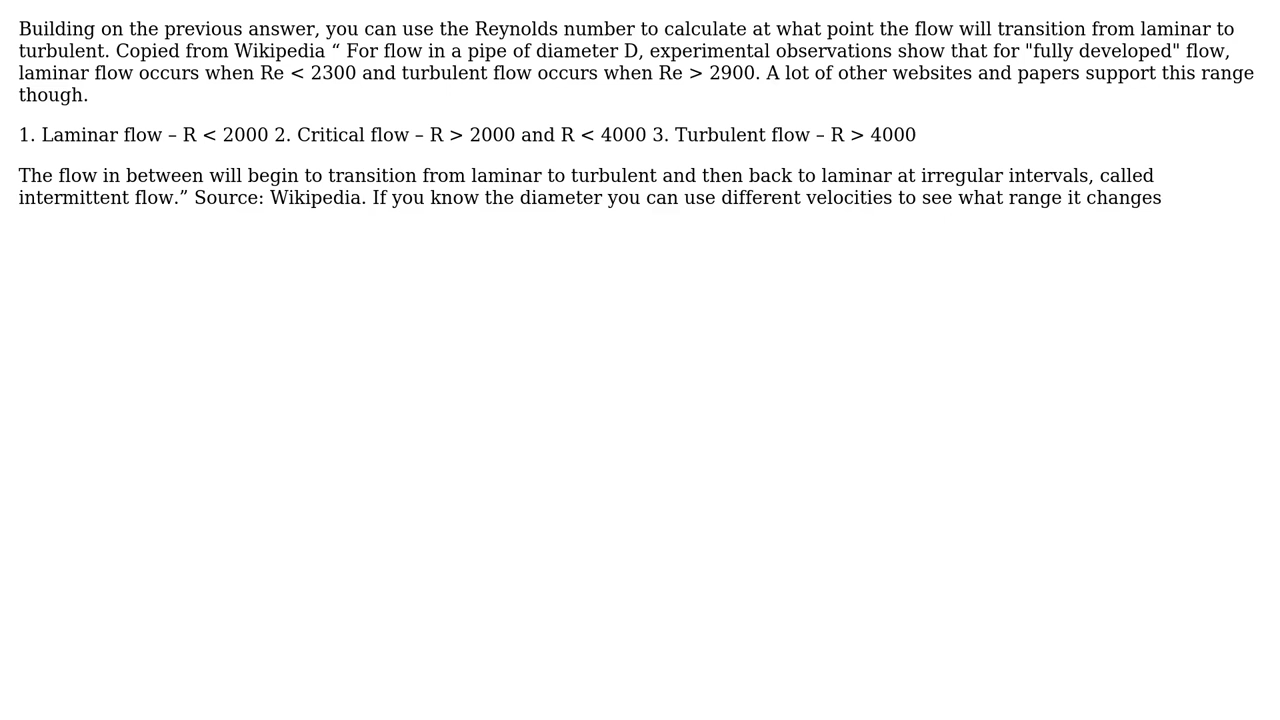 Building on the previous answer, you can use the Reynolds number to calculate at what point the flow will transition from laminar to
turbulent. Copied from Wikipedia “ For flow in a pipe of diameter D, experimental observations show that for "fully developed" flow,
laminar flow occurs when Re < 2300 and turbulent flow occurs when Re > 2900. A lot of other websites and papers support this range
though.
1. Laminar flow – R < 2000 2. Critical flow – R > 2000 and R < 4000 3. Turbulent flow – R > 4000
The flow in between will begin to transition from laminar to turbulent and then back to laminar at irregular intervals, called
intermittent flow.” Source: Wikipedia. If you know the diameter you can use different velocities to see what range it changes